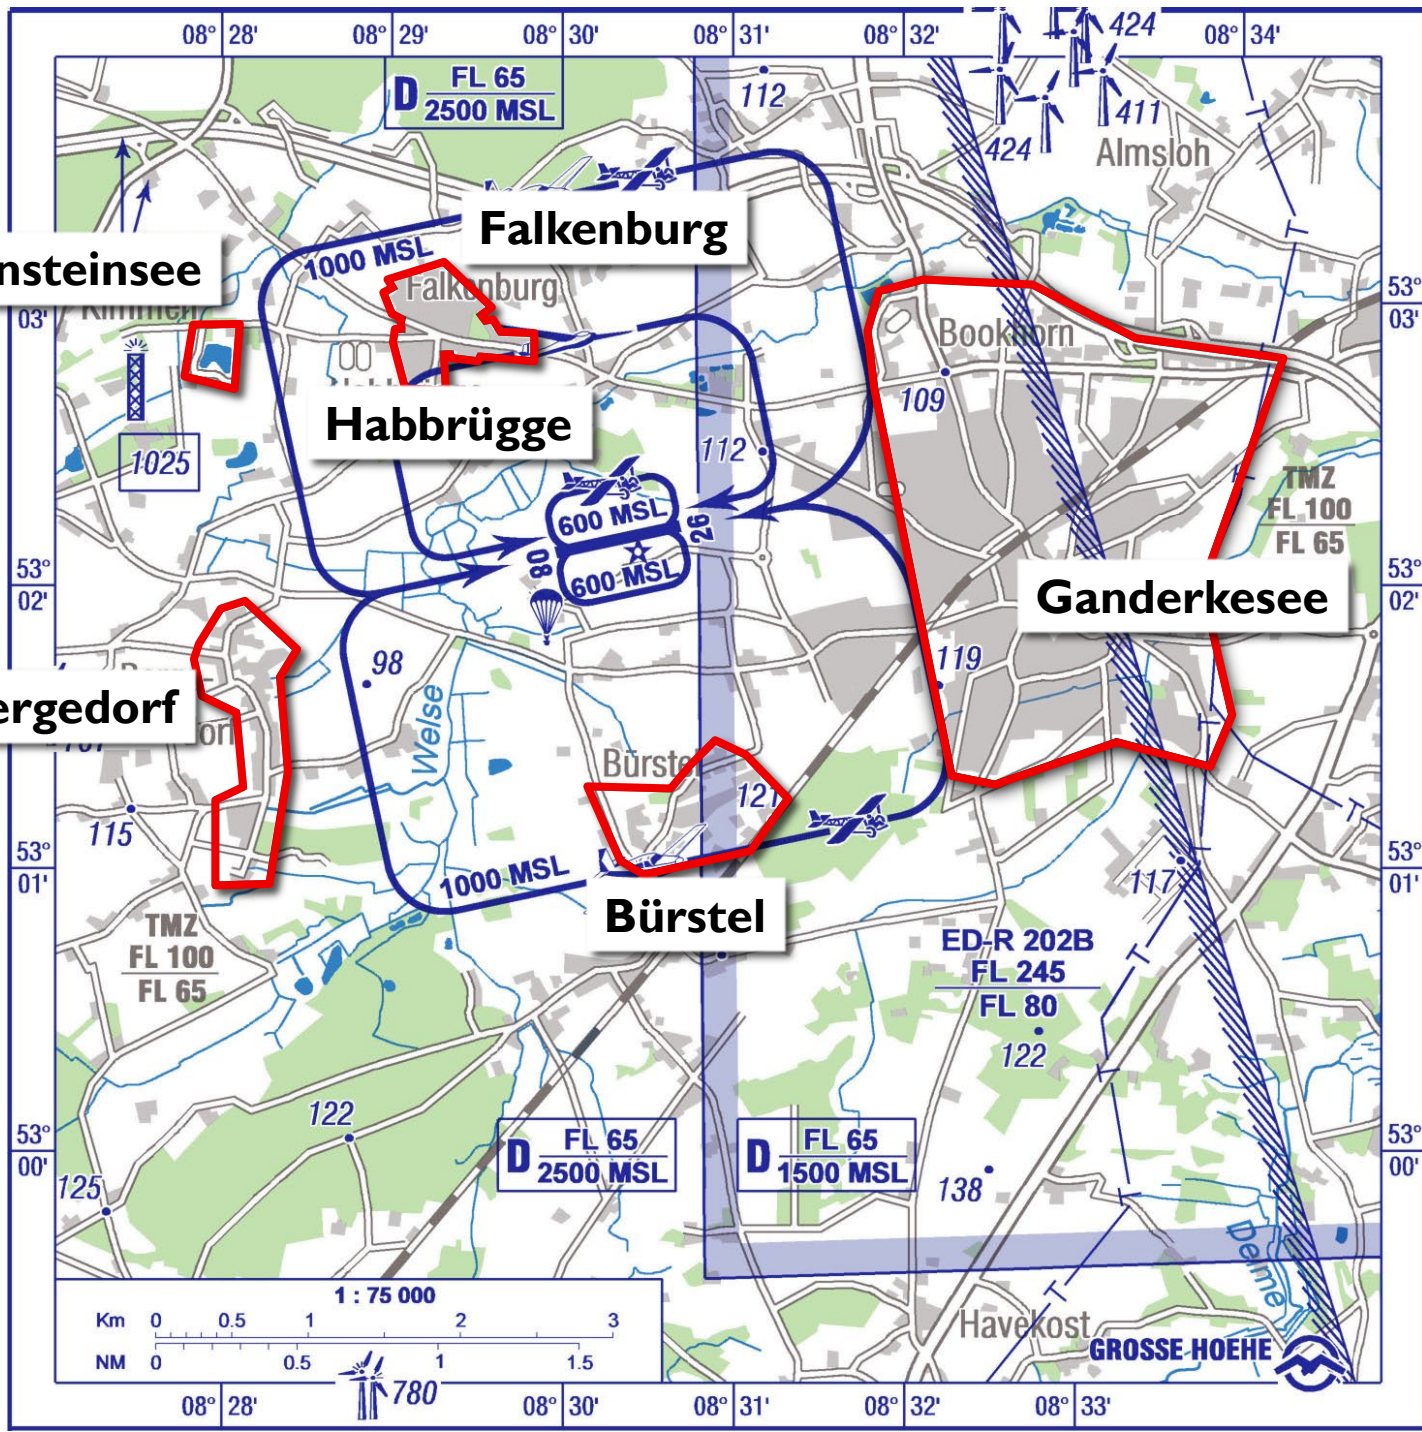 08° 28'
08° 29'
08° 30'
08° 31'
08° 32'
08° 34'
424
D FL 65
2500 MSL
112
411
424
Almsloh
Falkenburg
1000 MSL
nsteinsee
Falkenburg
53°
03'
53°
03'
Bookhorn
109
Habbrügge
112
1025
TMZ
FL 100
FL 65
600 MSL
26
08
600 MSL
53°
02'
53°
02'
Ganderkesee
98
119
ergedorf
Welse
Bürstel
121
115
53°
01'
53°
01'
1000 MSL
117
Bürstel
TMZ
FL 100
FL 65
ED-R 202B
FL 245
FL 80
122
122
53°
00'
53°
00'
D FL 65
2500 MSL
D FL 65
1500 MSL
125
138
Delme
1 : 75 000
Km 0 0.5 1 2 3
NM 0 0.5 1 1.5
Havekost
GROSSE HOEHE
780
08° 28'
08° 30'
08° 31'
08° 32'
08° 33'